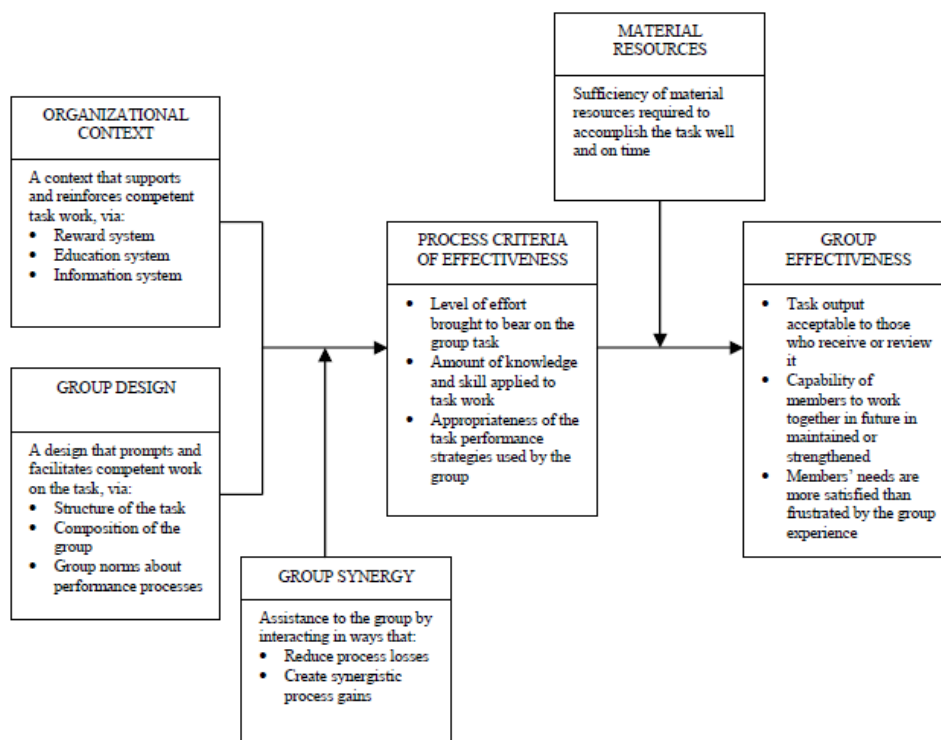 MATERIAL
RESOURCES
Sufficiency of material
resources required to
accomplish the task well
and on time
ORGANIZATIONAL
CONTEXT
A context that supports
and reinforces competent
task work, via:
• Reward system
• Education system
• Information system
GROUP DESIGN
A design that prompts and
facilitates competent work
on the task, via:
• Structure of the task
• Composition of the
group
• Group norms about
performance processes
GROUP SYNERGY
Assistance to the group by
interacting in ways that:
• Reduce process losses
• Create synergistic
process gains
PROCESS CRITERIA
OF EFFECTIVENESS
• Level of effort
brought to bear on the
group task
• Amount of knowledge
and skill applied to
task work
• Appropriateness of the
task performance
strategies used by the
group
GROUP
EFFECTIVENESS
• Task output
acceptable to those
who receive or review
it
• Capability of
members to work
together in future in
maintained or
strengthened
• Members' needs are
more satisfied than
frustrated by the group
experience